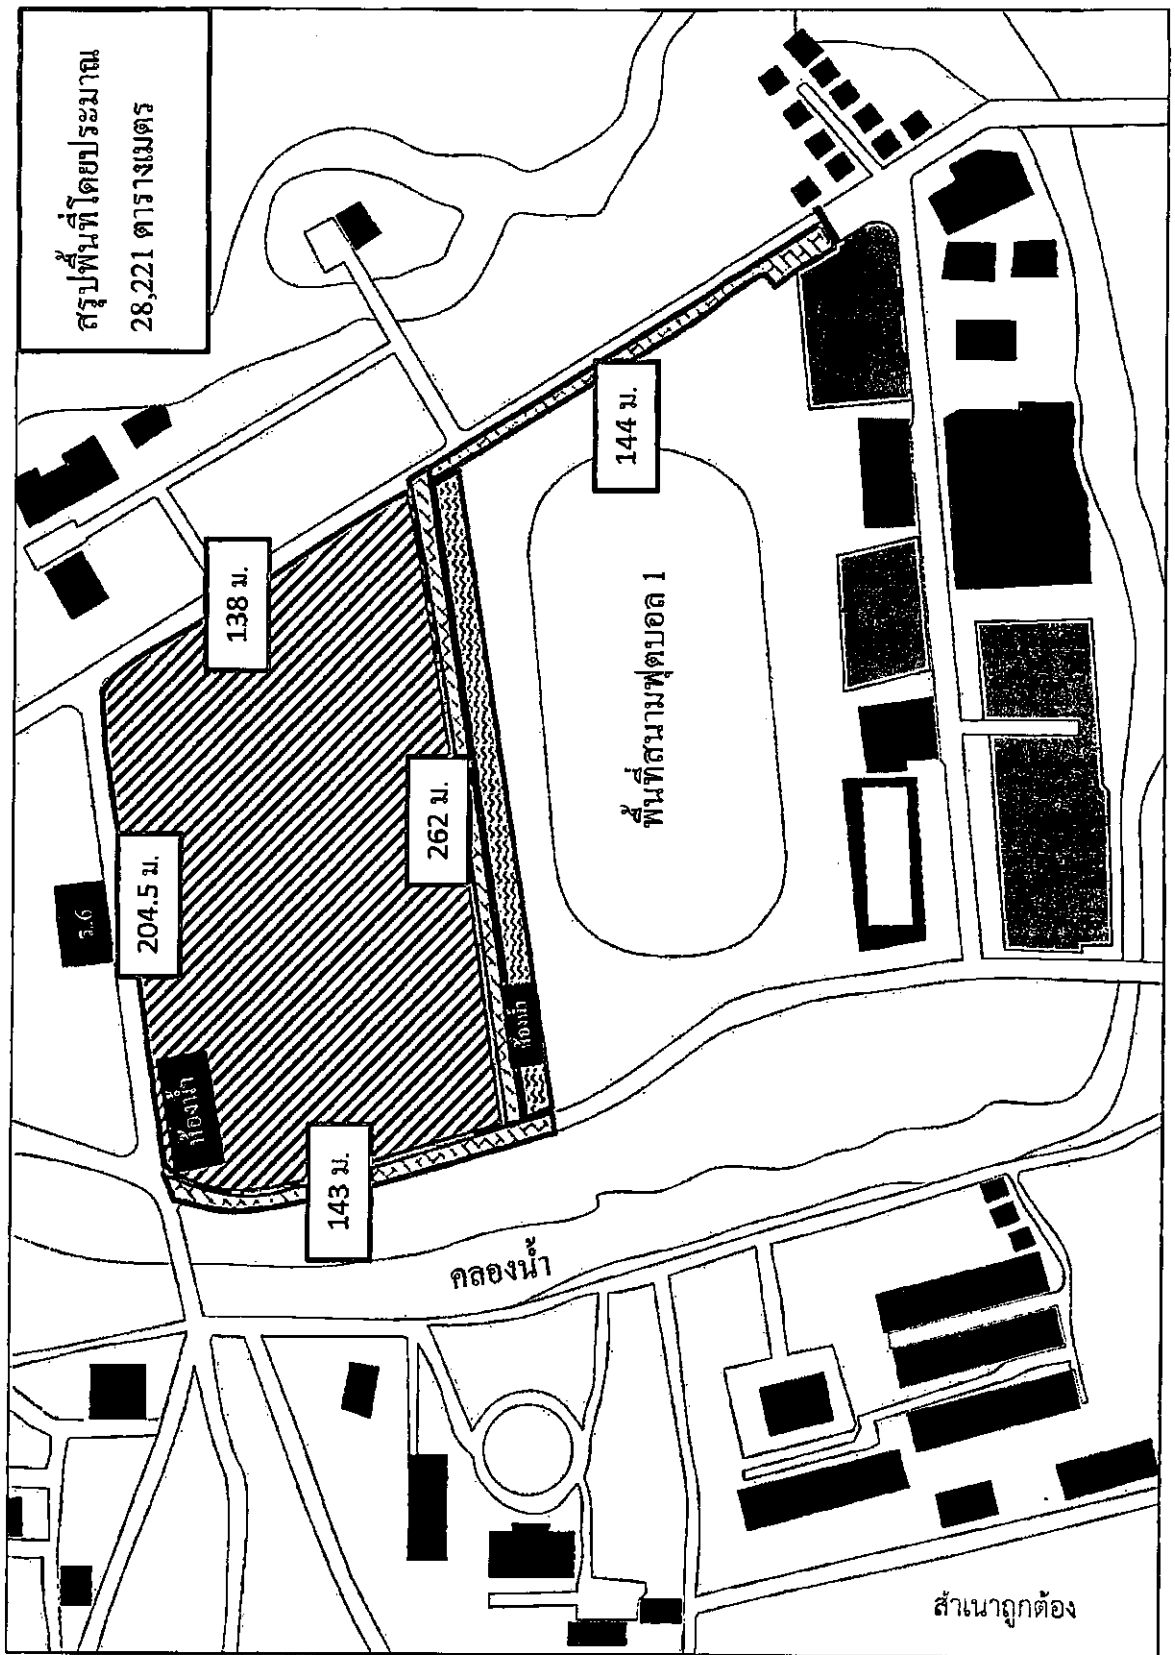 สรุปพื้นที่โดยประมาณ
28,221 ตารางเมตร
138 ม.
144 ม.
204.5 ม.
262 ม.
143 ม.
ร.6
ห้องน้ำ
ห้องน้ำ
พื้นที่สนามฟุตบอล 1
คลองน้ำ
สำเนาถูกต้อง